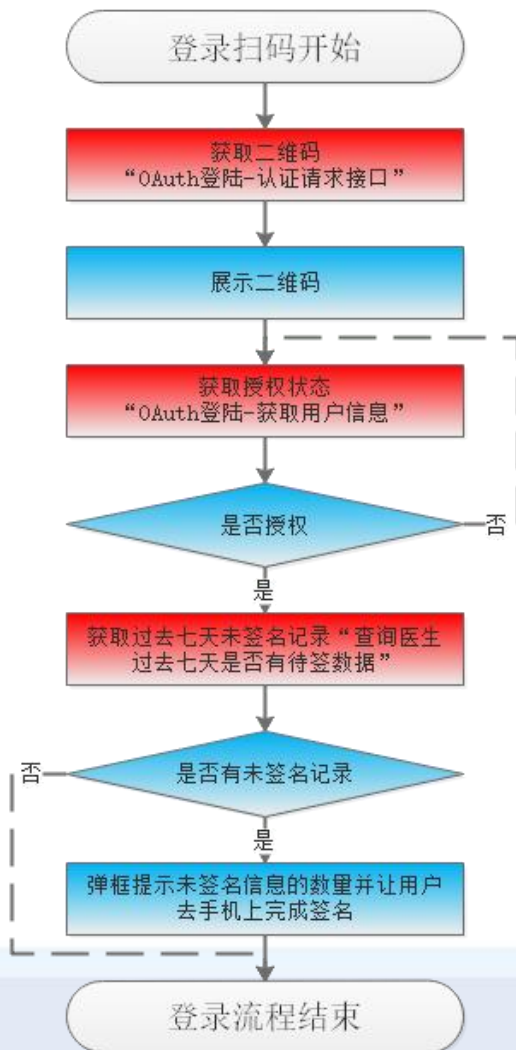 登录扫码开始
获取二维码
“OAuth登陆-认证请求接口”
展示二维码
获取授权状态
“OAuth登陆-获取用户信息”
是否授权
否
是
获取过去七天未签名记录“查询医生
过去七天是否有待签数据”
否
是否有未签名记录
是
弹框提示未签名信息的数量并让用户
去手机上完成签名
登录流程结束